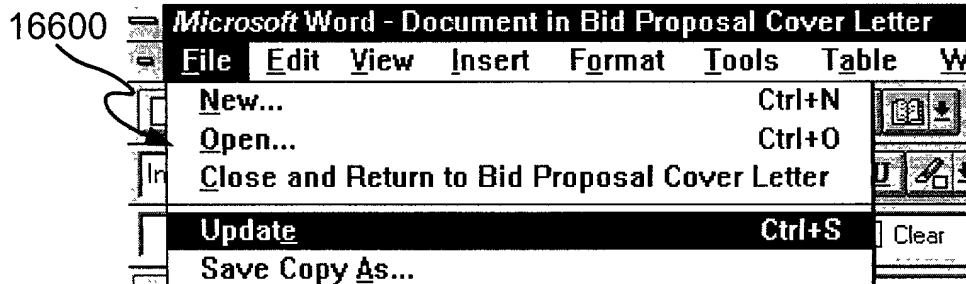 16600
Microsoft Word - Document in Bid Proposal Cover Letter
File Edit View Insert Format Tools Table W
New... Ctrl+N
Open... Ctrl+O
In
Close and Return to Bid Proposal Cover Letter
U
Update Ctrl+S
Clear
Save Copy As...